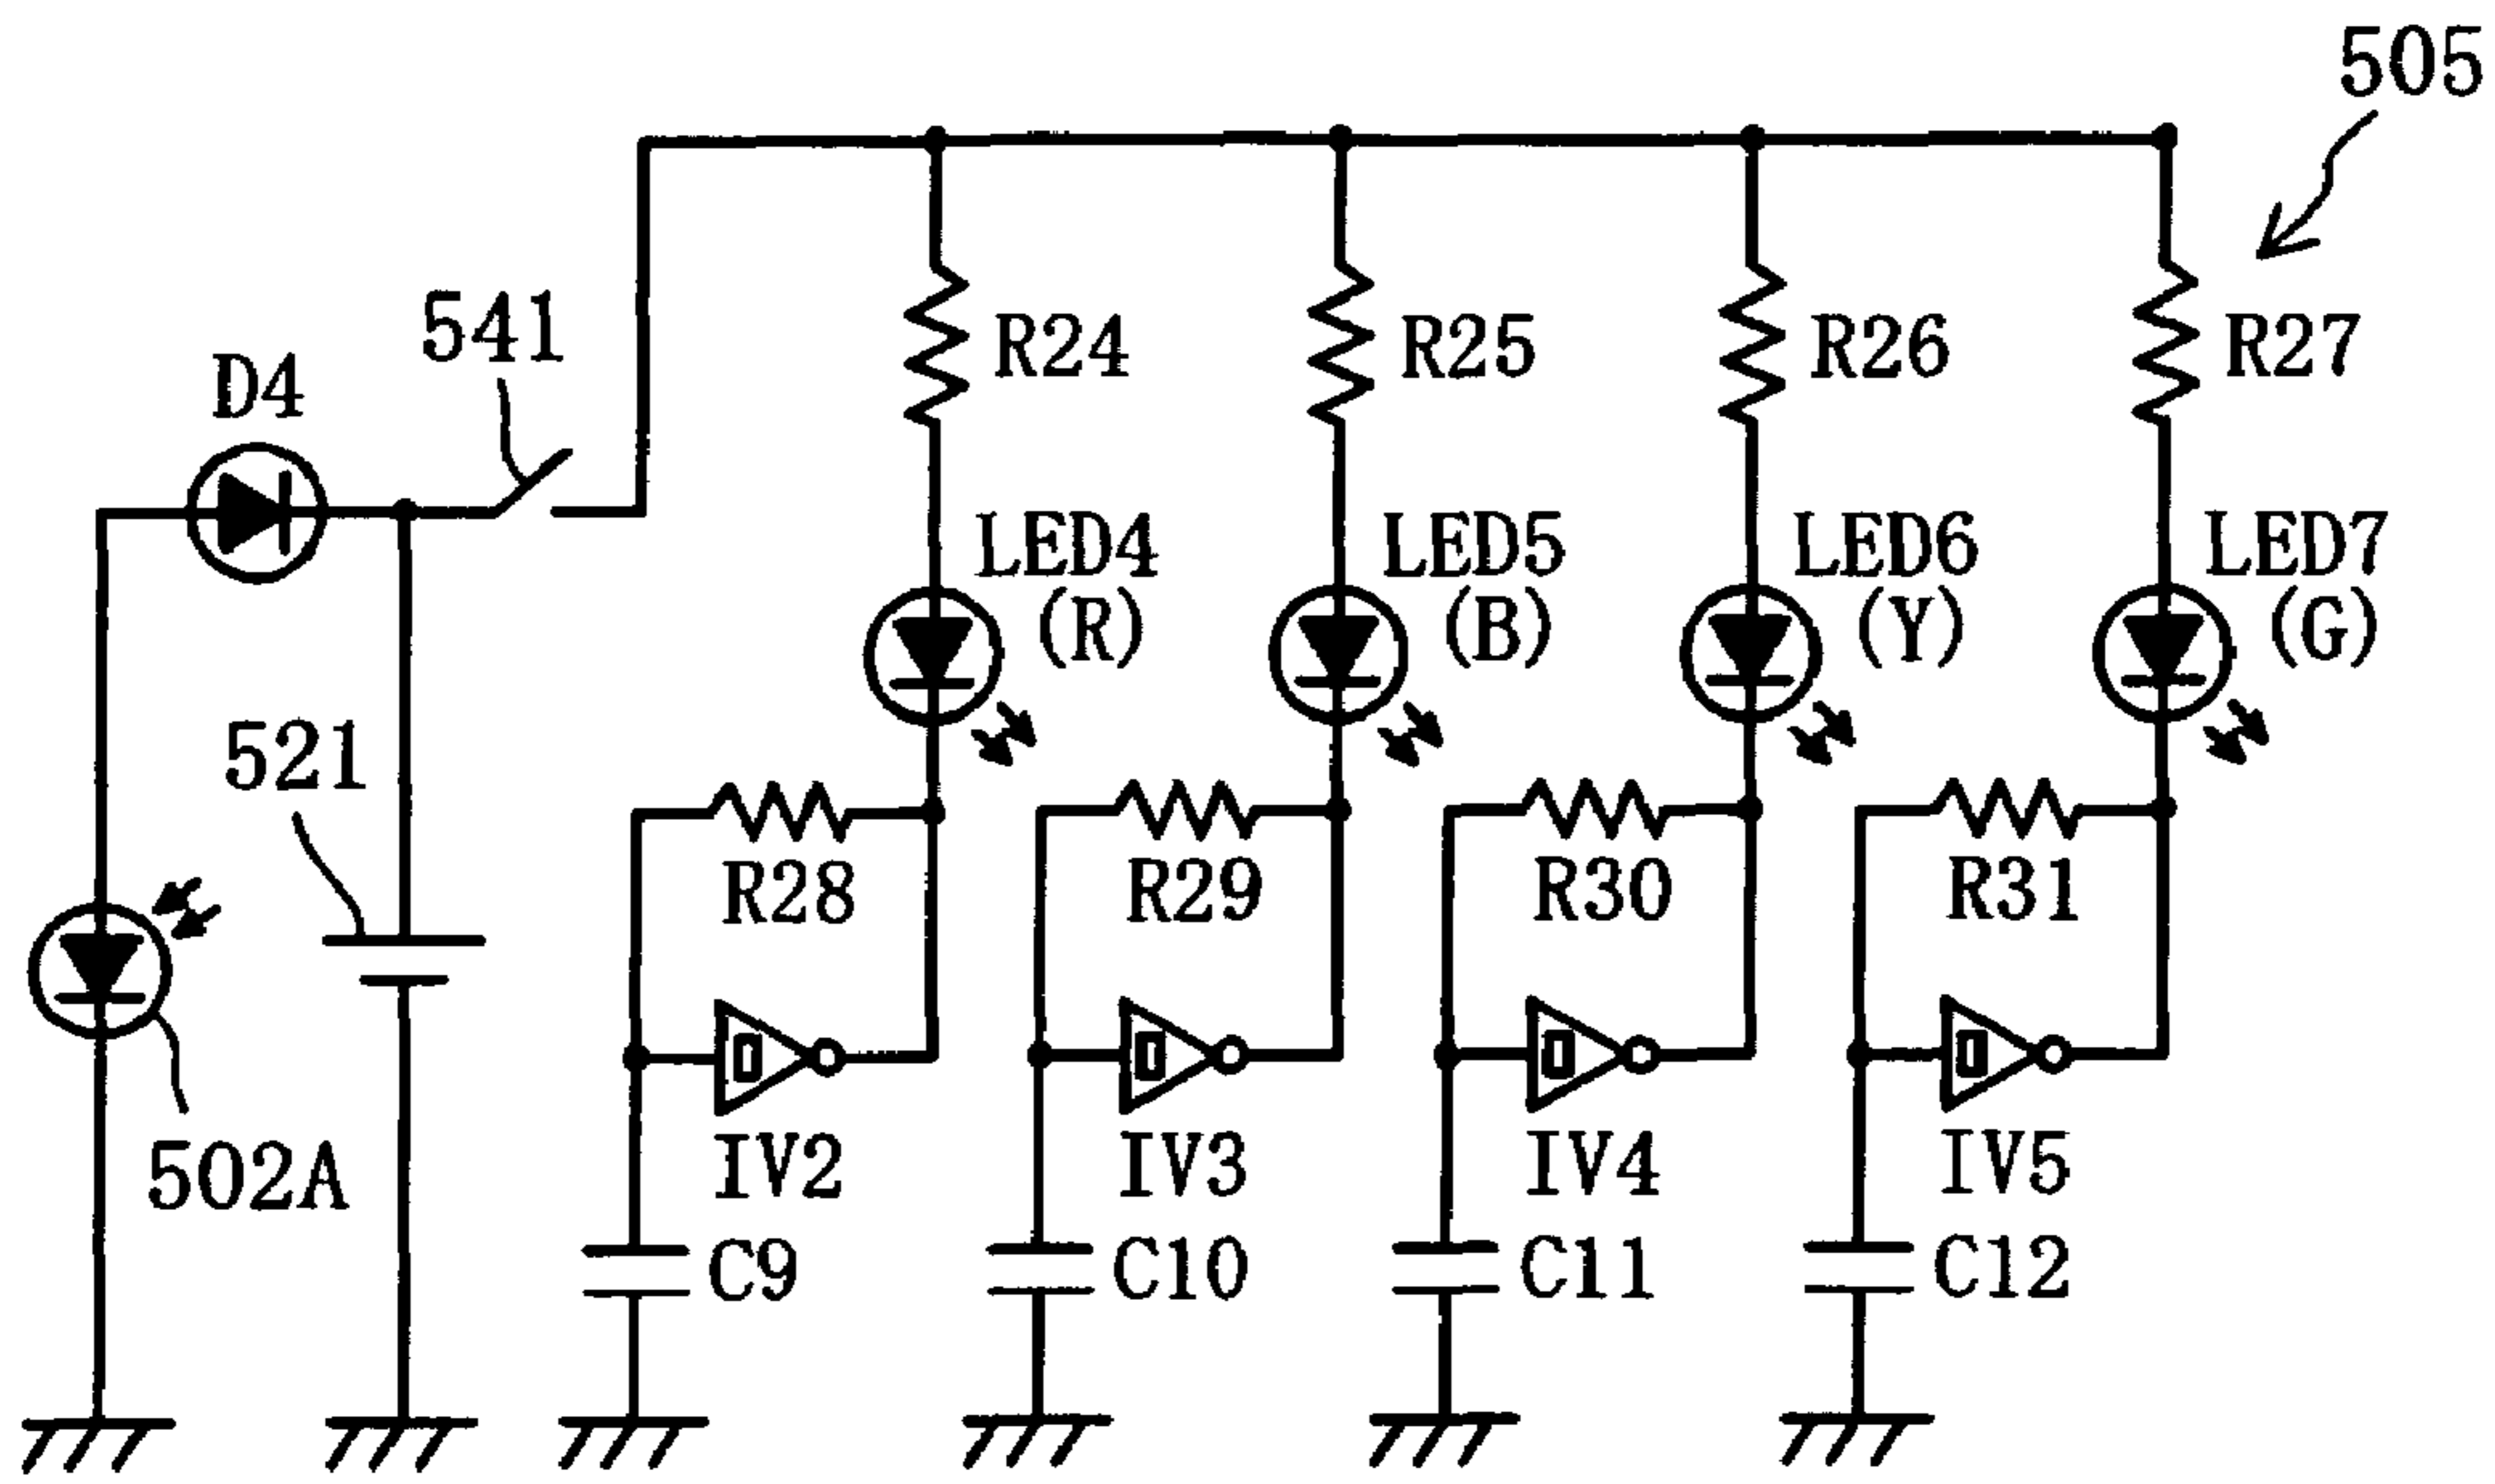 505
541
D4
R24
R25
R26
R27
LED4
(R)
LED5
(B)
LED6
(Y)
LED7
(G)
521
R28
R29
R30
R31
502A
IV2
IV3
IV4
IV5
C9
C10
C11
C12